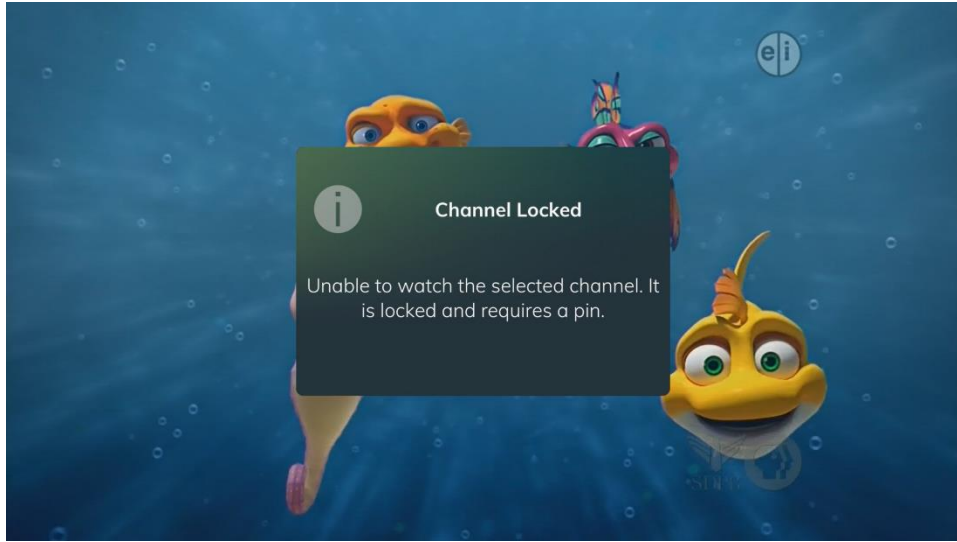 e|i
Channel Locked
Unable to watch the selected channel. It
is locked and requires a pin.